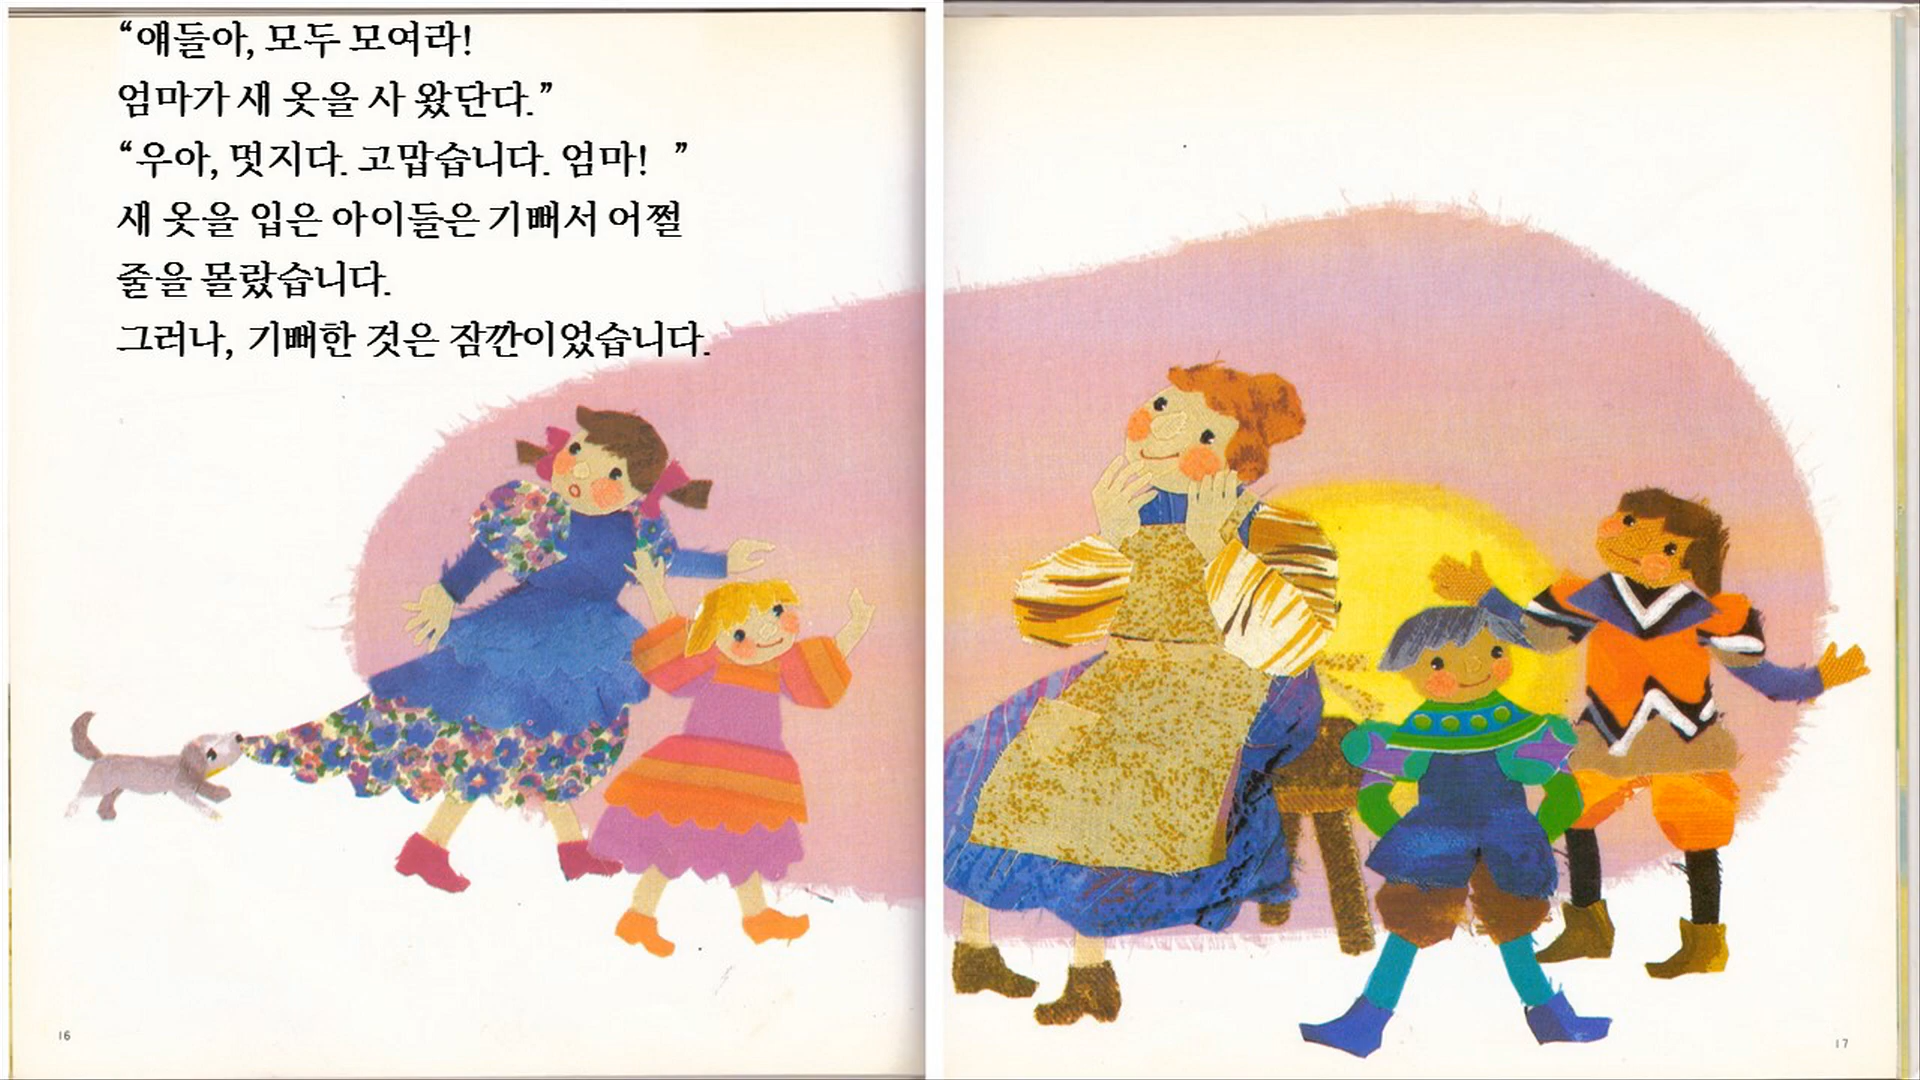 “얘들아, 모두 모여라!
엄마가 새 옷을 사 왔단다.”
“우아, 멋지다. 고맙습니다. 엄마! ”
새 옷을 입은 아이들은 기뻐서 어쩔
줄을 몰랐습니다.
그러나, 기뻐한 것은 잠깐이었습니다.
16
17